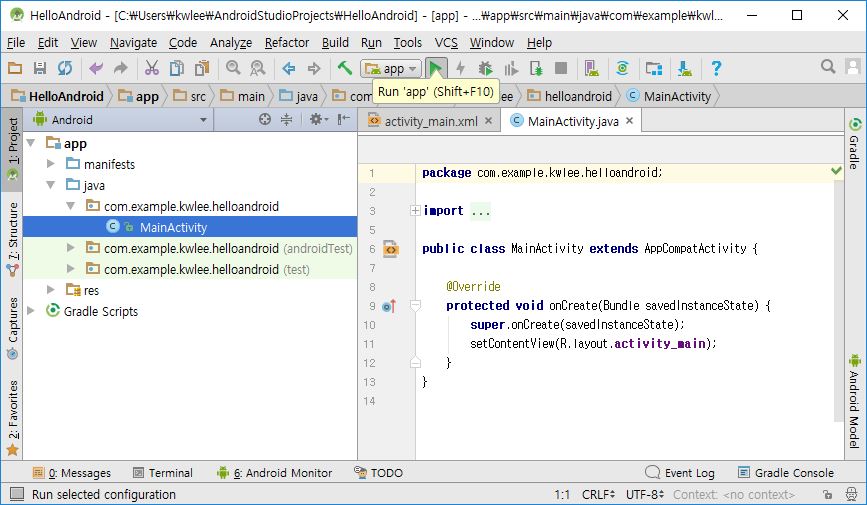 HelloAndroid - [C:￦Users￦kwlee￦AndroidStudioProjects￦HelloAndroid] - [app] - ...￦app￦src￦main￦java￦com￦example￦kwl...
File Edit View Navigate Code Analyze Refactor Build Run Tools VCS Window Help
app
Run 'app' (Shift+F10)
HelloAndroid app src main java helloandroid MainActivity
1: Project
7: Structure
Captures
2: Favorites
Android
app
manifests
java
com.example.kwlee.helloandroid
MainActivity
com.example.kwlee.helloandroid (androidTest)
com.example.kwlee.helloandroid (test)
res
Gradle Scripts
activity_main.xml MainActivity.java
1 package com.example.kwlee.helloandroid;
2
3 import ...
5
6 public class MainActivity extends AppCompatActivity {
7
8 @Override
9 protected void onCreate(Bundle savedInstanceState) {
10 super.onCreate(savedInstanceState);
11 setContentView(R.layout.activity_main);
12 }
13 }
14
Gradle
Android Model
0: Messages Terminal 6: Android Monitor TODO Event Log Gradle Console
Run selected configuration 1:1 CRLF UTF-8 Context: <no context>